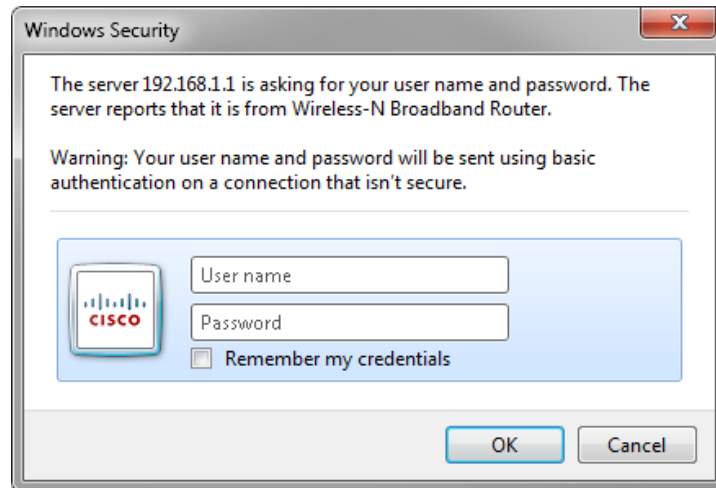 Windows Security
The server 192.168.1.1 is asking for your user name and password. The
server reports that it is from Wireless-N Broadband Router.
Warning: Your user name and password will be sent using basic
authentication on a connection that isn't secure.
User name
CISCO
Password
Remember my credentials
OK
Cancel